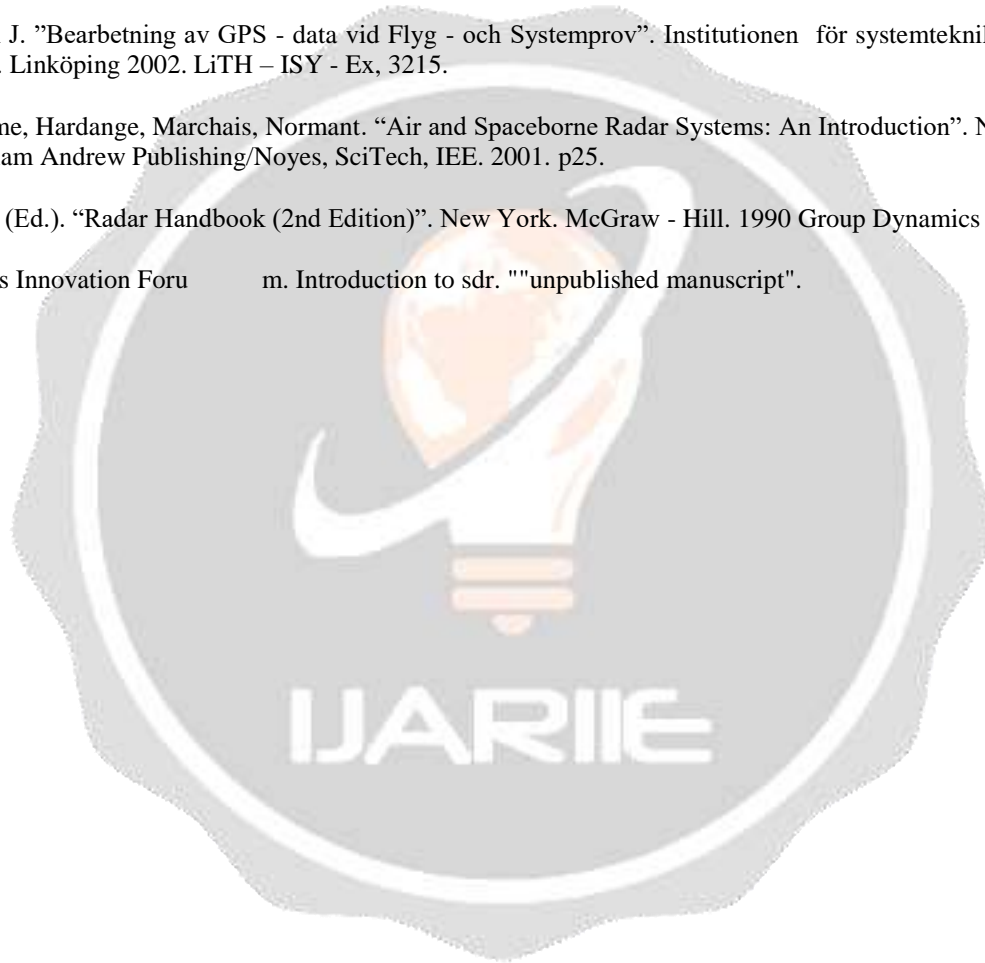 J. ”Bearbetning av GPS - data vid Flyg - och Systemprov”. Institutionen för systemteknik
. Linköping 2002. LiTH – ISY - Ex, 3215.
me, Hardange, Marchais, Normant. “Air and Spaceborne Radar Systems: An Introduction”. N
am Andrew Publishing/Noyes, SciTech, IEE. 2001. p25.
(Ed.). “Radar Handbook (2nd Edition)”. New York. McGraw - Hill. 1990 Group Dynamics
s Innovation Foru m. Introduction to sdr. ""unpublished manuscript".
IJARIIE